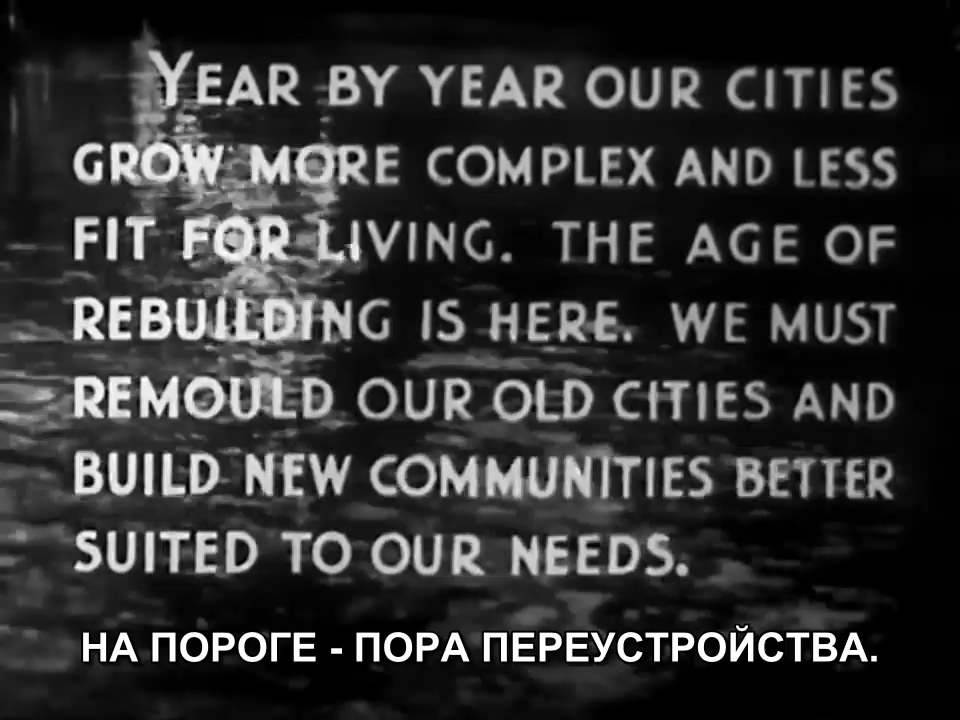 YEAR BY YEAR OUR CITIES
GROW MORE COMPLEX AND LESS
FIT FOR LIVING. THE AGE OF
REBUILDING IS HERE. WE MUST
REMOULD OUR OLD CITIES AND
BUILD NEW COMMUNITIES BETTER
SUITED TO OUR NEEDS.
НА ПОРОГЕ - ПОРА ПЕРЕУСТРОЙСТВА.